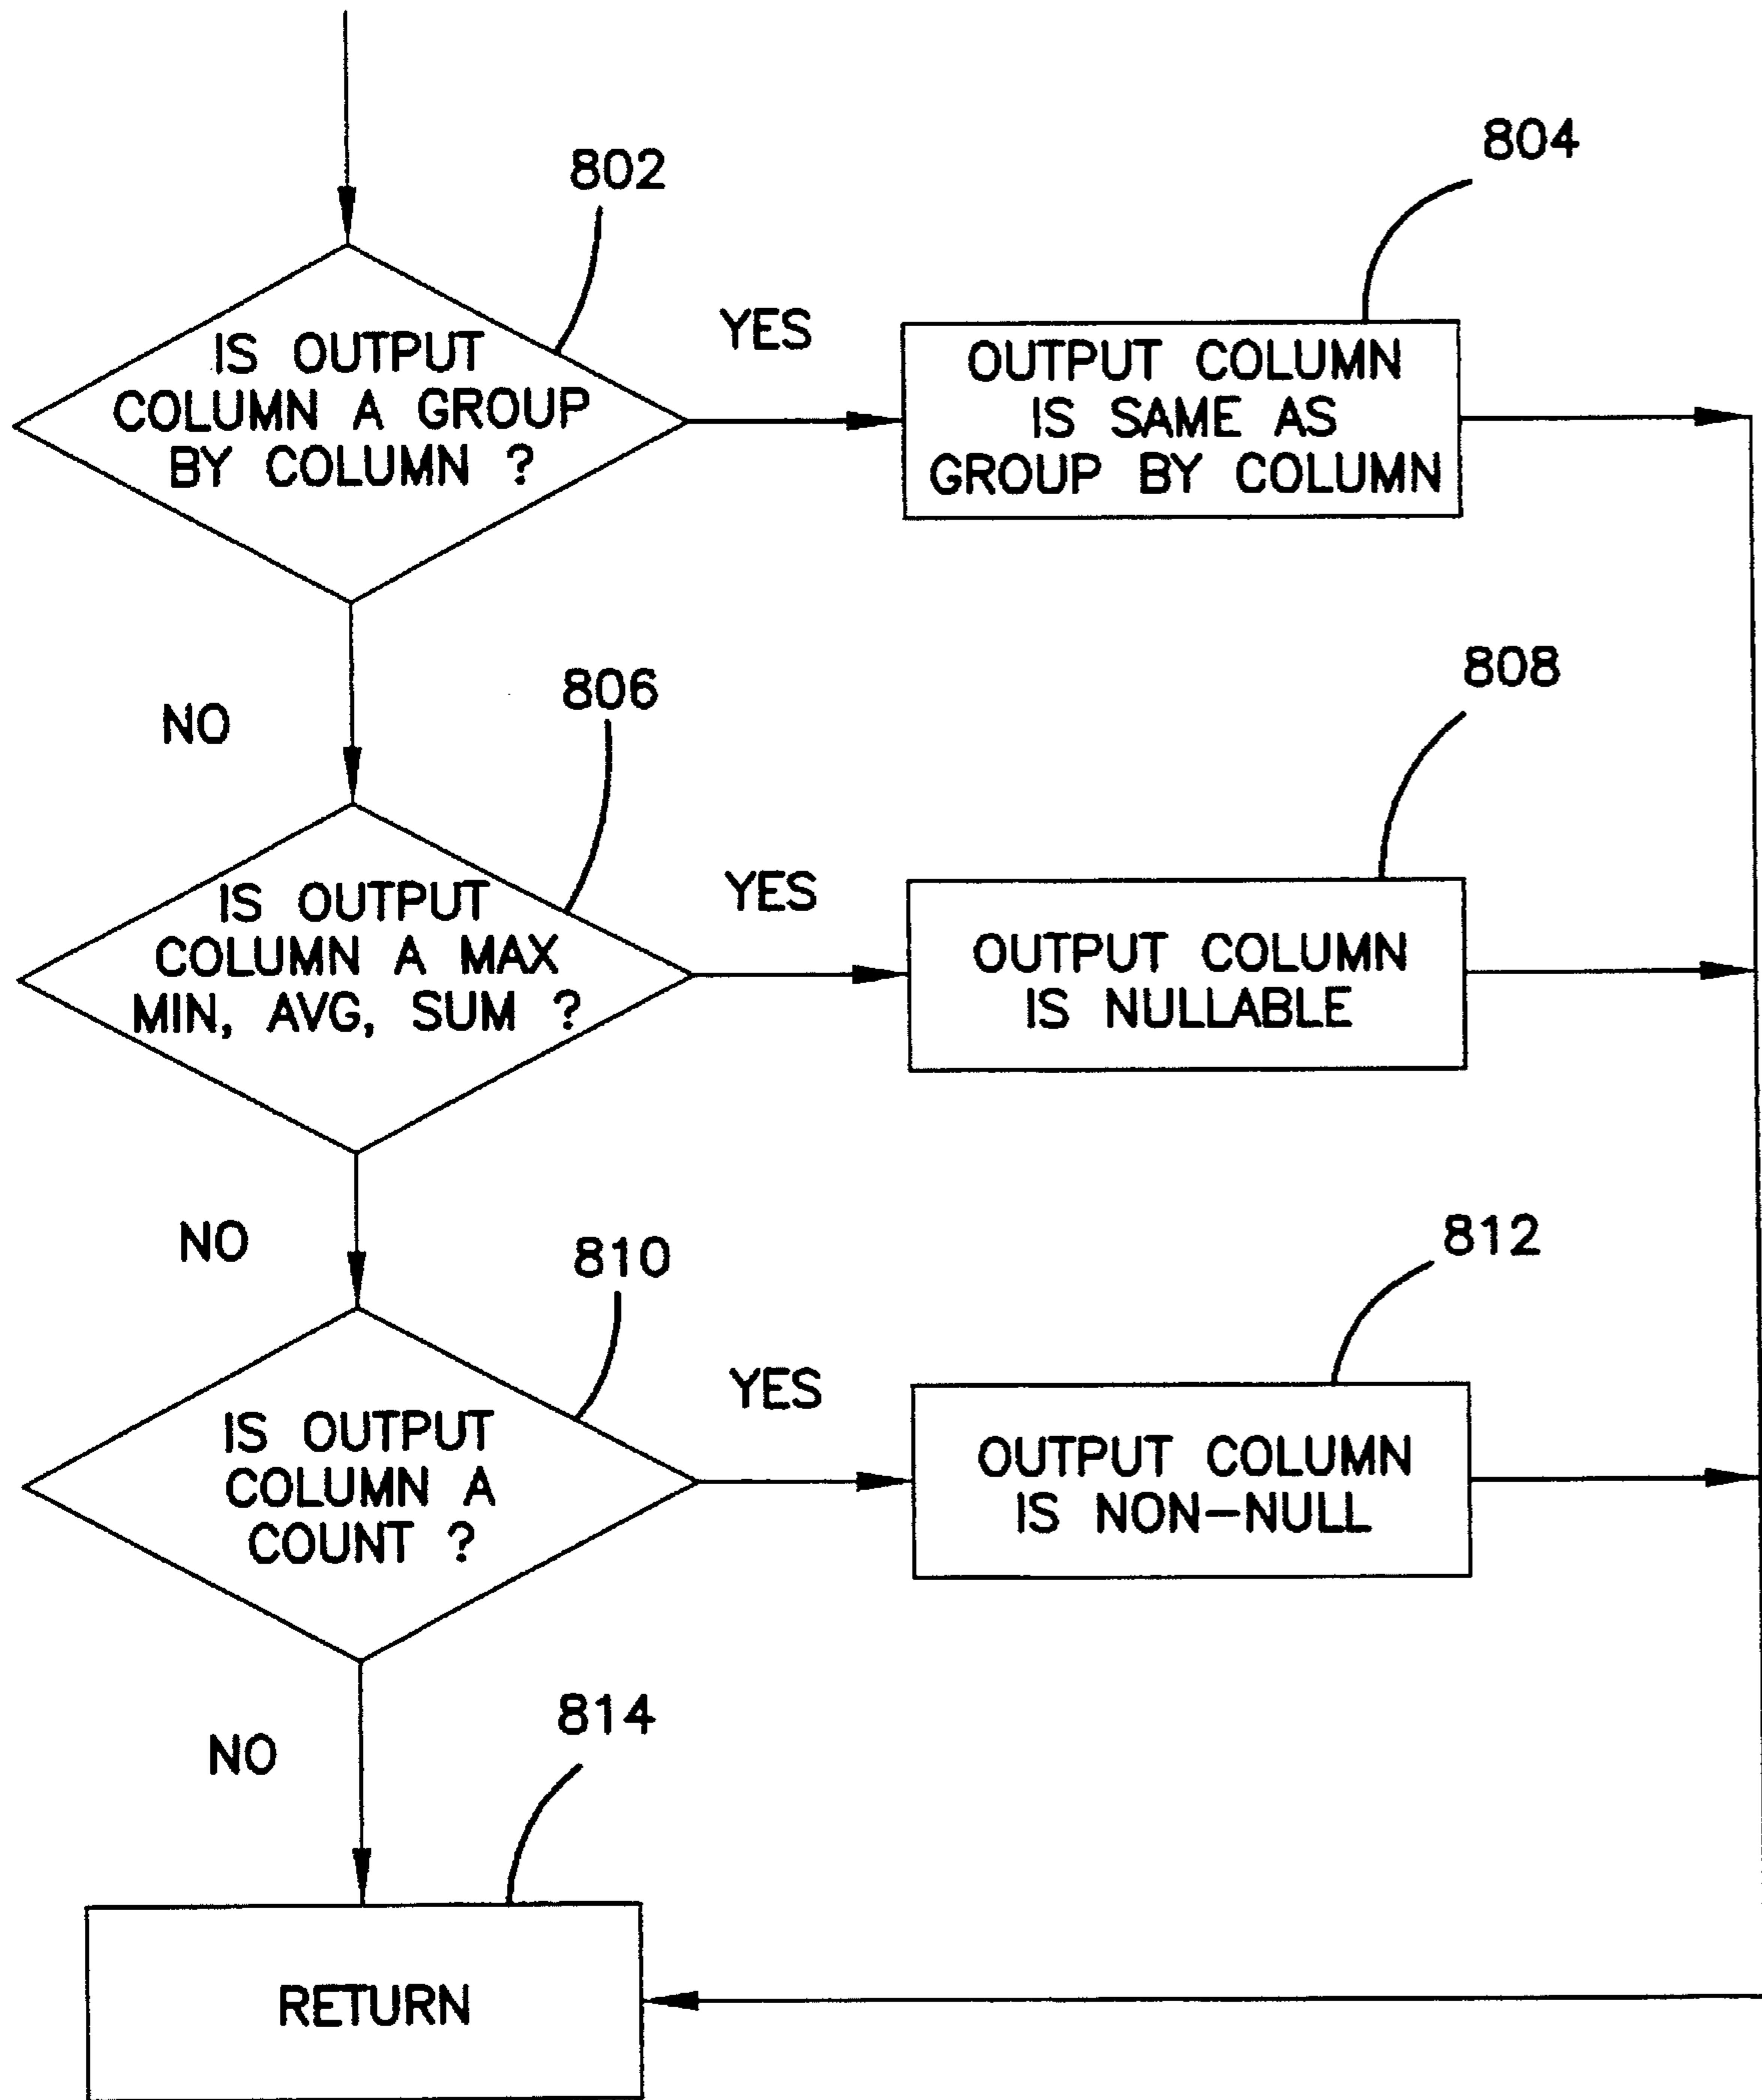 802
804
IS OUTPUT
COLUMN A GROUP
BY COLUMN ?
YES
OUTPUT COLUMN
IS SAME AS
GROUP BY COLUMN
NO
806
808
IS OUTPUT
COLUMN A MAX
MIN, AVG, SUM ?
YES
OUTPUT COLUMN
IS NULLABLE
NO
810
812
IS OUTPUT
COLUMN A
COUNT ?
YES
OUTPUT COLUMN
IS NON-NULL
NO
814
RETURN